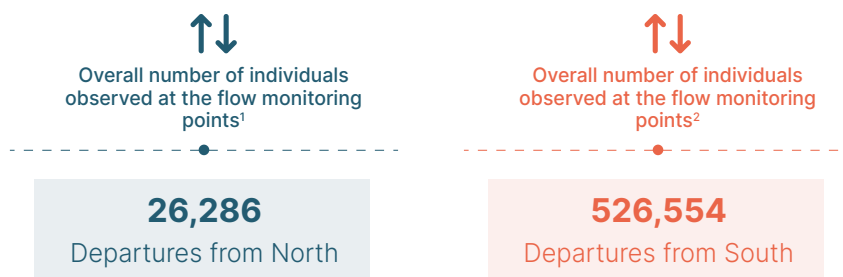 Overall number of individuals
observed at the flow monitoring
points¹
26,286
Departures from North
Overall number of individuals
observed at the flow monitoring
points²
526,554
Departures from South